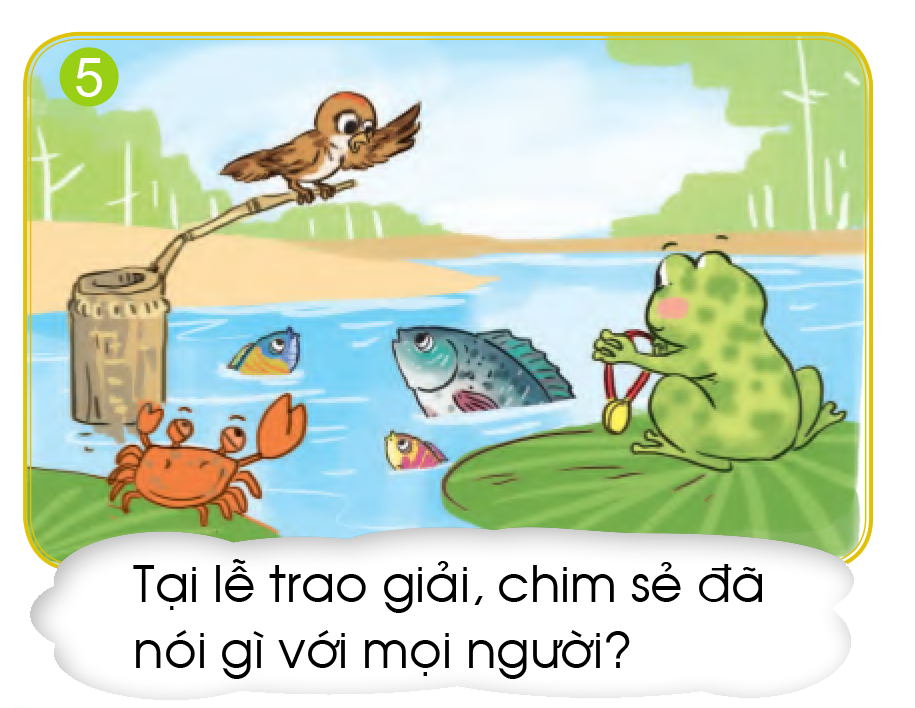 5
Tại lễ trao giải, chim sẻ đã
nói gì với mọi người?